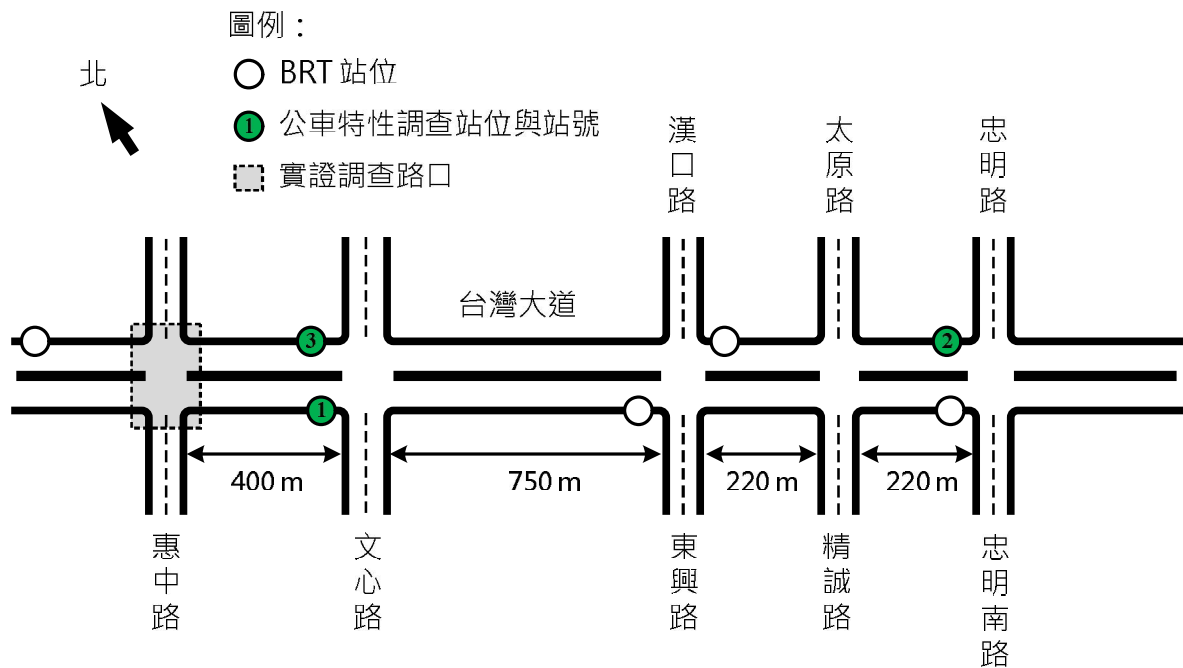 圖例：
北
BRT 站位
1 公車特性調查站位與站號
實證調查路口
漢口路
太原路
忠明路
台灣大道
3
2
1
400 m
750 m
220 m
220 m
惠中路
文心路
東興路
精誠路
忠明南路